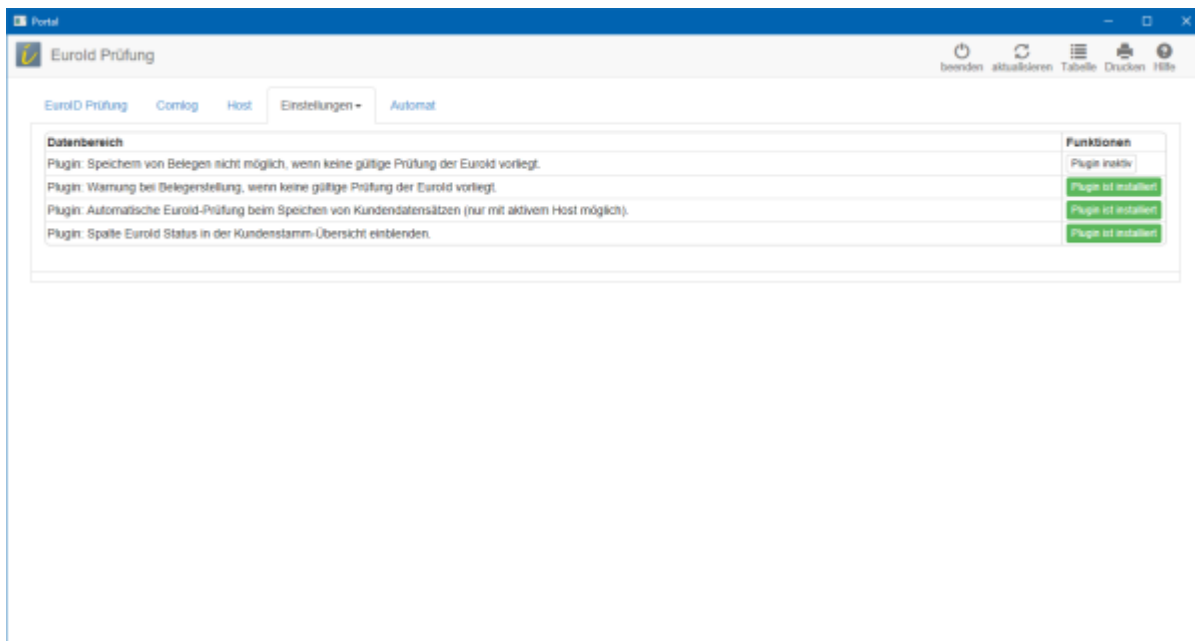 Portal
EuroId Prüfung
beenden aktualisieren Tabelle Drucken Hilfe
EuroID Prüfung Comlog Host Einstellungen Automat
Datenbereich Funktionen
Plugin: Speichern von Belegen nicht möglich, wenn keine gültige Prüfung der EuroId vorliegt. Plugin inaktiv
Plugin: Warnung bei Belegerstellung, wenn keine gültige Prüfung der EuroId vorliegt. Plugin ist installiert
Plugin: Automatische EuroId-Prüfung beim Speichen von Kundendatensätzen (nur mit aktivem Host möglich). Plugin ist installiert
Plugin: Spalte EuroId Status in der Kundenstamm-Übersicht einblenden. Plugin ist installiert